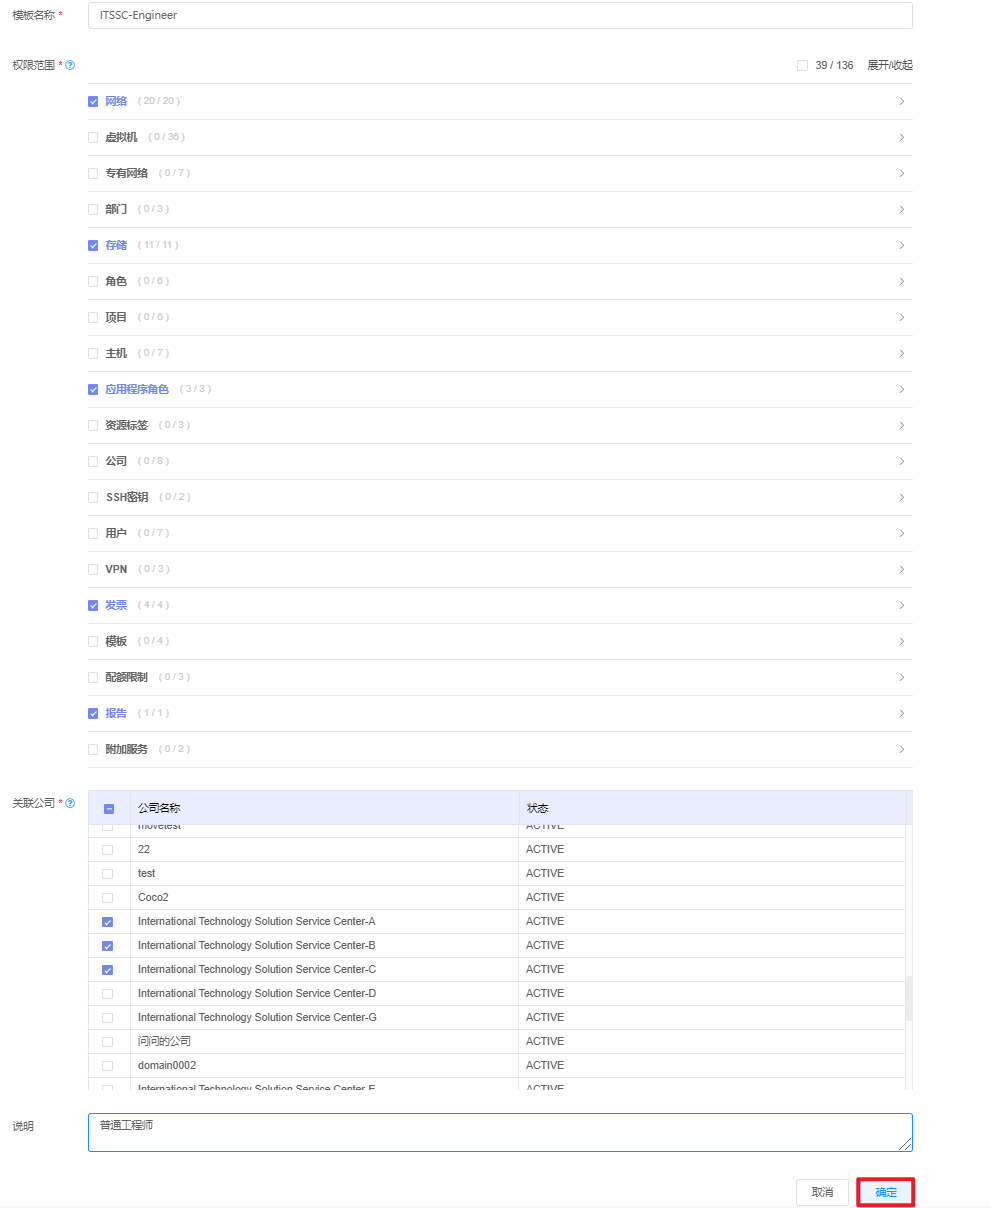 模板名称 * ITSSC-Engineer
权限范围 * 39 / 136 展开/收起
网络 ( 20 / 20 )
虚拟机 ( 0 / 36 )
专有网络 ( 0 / 7 )
部门 ( 0 / 3 )
存储 ( 11 / 11 )
角色 ( 0 / 6 )
项目 ( 0 / 6 )
主机 ( 0 / 7 )
应用程序角色 ( 3 / 3 )
资源标签 ( 0 / 3 )
公司 ( 0 / 8 )
SSH密钥 ( 0 / 2 )
用户 ( 0 / 7 )
VPN ( 0 / 3 )
发票 ( 4 / 4 )
模板 ( 0 / 4 )
配额限制 ( 0 / 3 )
报告 ( 1 / 1 )
附加服务 ( 0 / 2 )
关联公司 * 公司名称 状态
movetest ACTIVE
22 ACTIVE
test ACTIVE
Coco2 ACTIVE
International Technology Solution Service Center-A ACTIVE
International Technology Solution Service Center-B ACTIVE
International Technology Solution Service Center-C ACTIVE
International Technology Solution Service Center-D ACTIVE
International Technology Solution Service Center-G ACTIVE
问问的公司 ACTIVE
domain0002 ACTIVE
International Technology Solution Service Center ACTIVE
说明 普通工程师
取消 确定